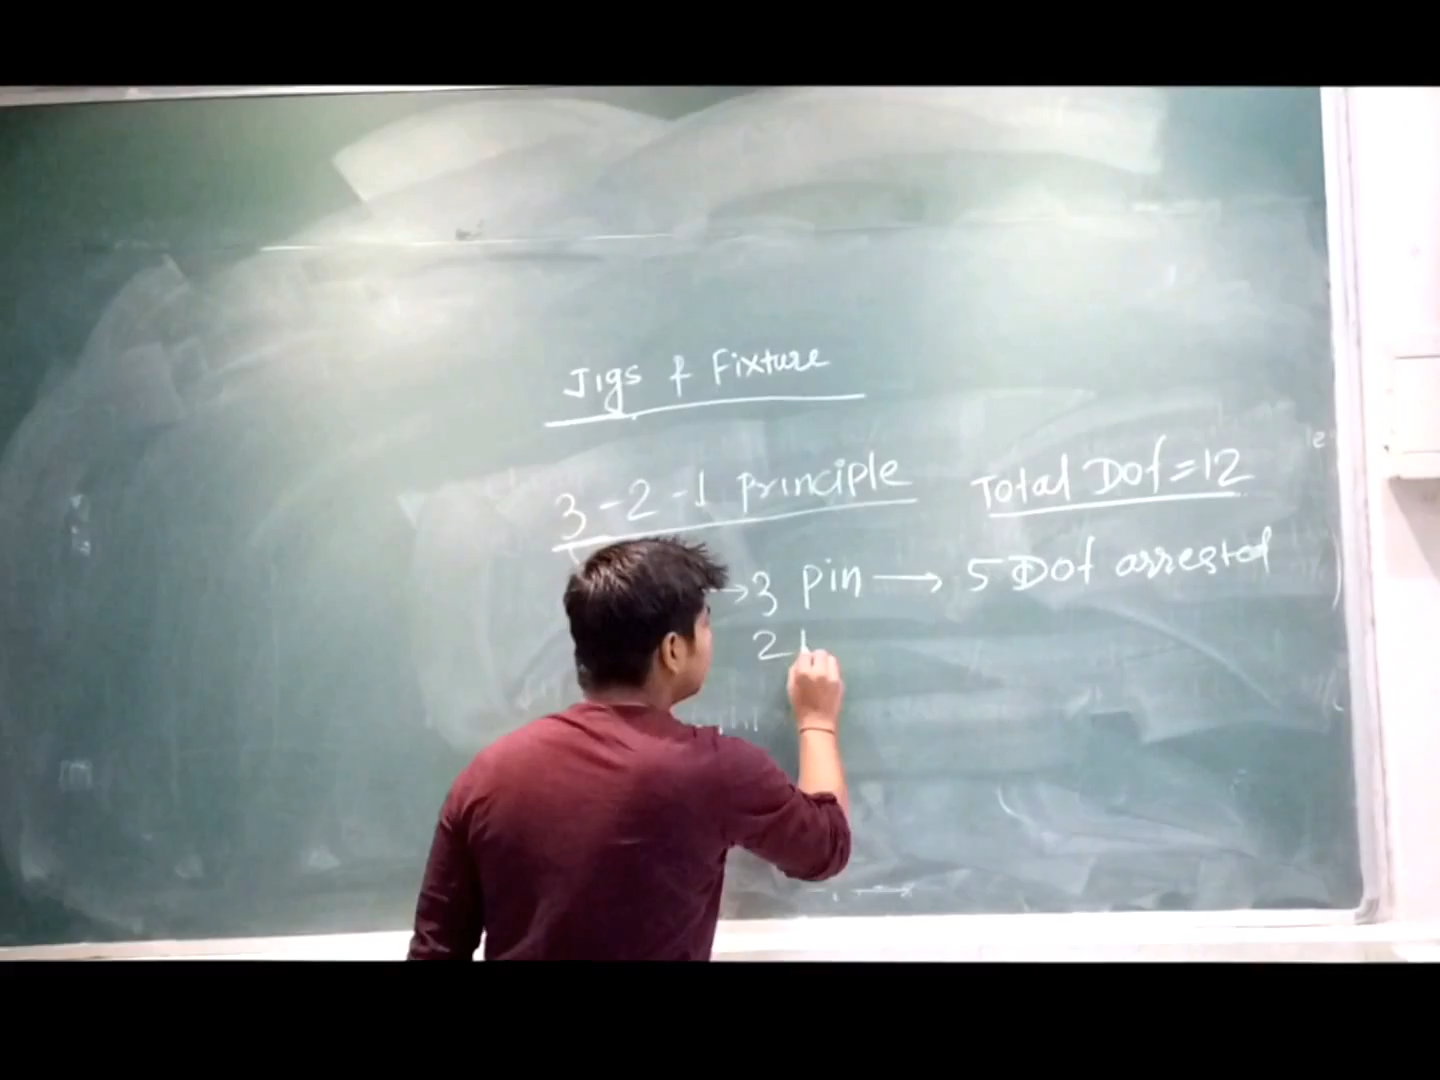 Jigs & Fixture
3-2-1 principle
Total Dof=12
→3 pin → 5 Dof arrested
2